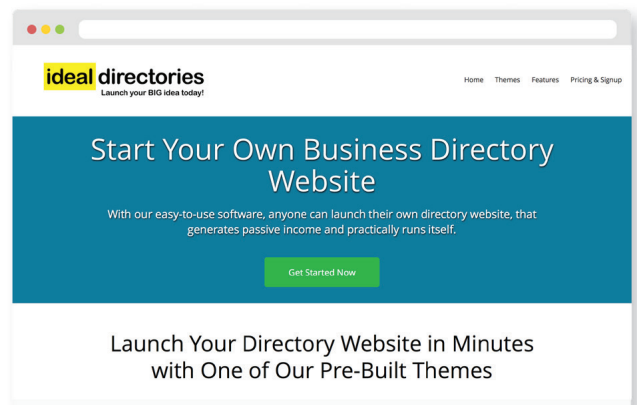 ideal directories
Launch your BIG idea today!
Home Themes Features Pricing & Signup
Start Your Own Business Directory
Website
With our easy-to-use software, anyone can launch their own directory website, that
generates passive income and practically runs itself.
Get Started Now
Launch Your Directory Website in Minutes
with One of Our Pre-Built Themes